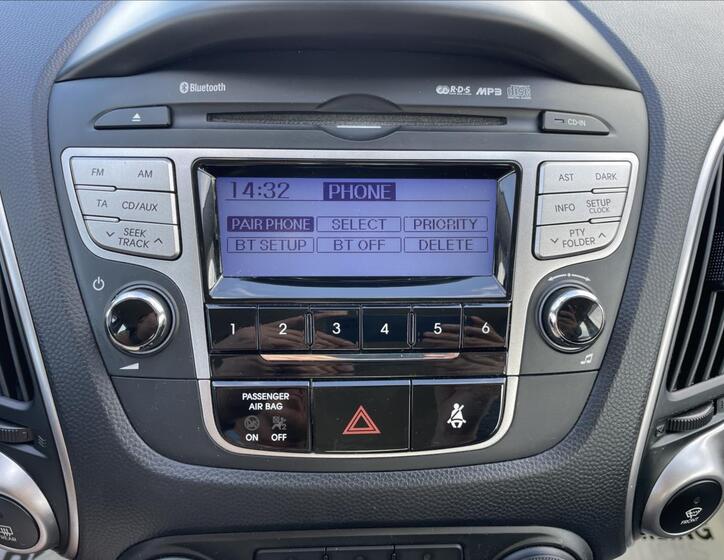 Bluetooth
R·D·S MP3 disc
CD-IN
FM AM
TA CD/AUX
SEEK
TRACK
14:32 PHONE
PAIR PHONE SELECT PRIORITY
BT SETUP BT OFF DELETE
AST DARK
INFO SETUP
CLOCK
PTY
FOLDER
1 2 3 4 5 6
PASSENGER
AIR BAG
ON OFF
REAR
FRONT